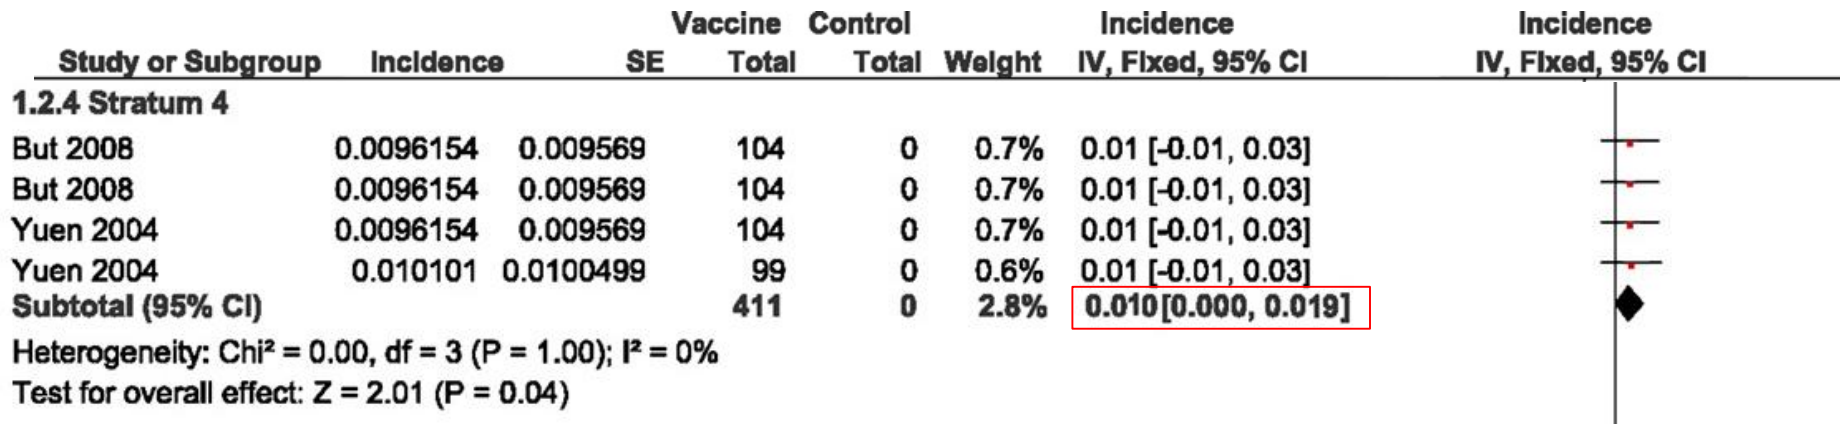 Vaccine Control Incidence Incidence
Study or Subgroup Incidence SE Total Total Weight IV, Fixed, 95% CI IV, Fixed, 95% CI
1.2.4 Stratum 4
But 2008 0.0096154 0.009569 104 0 0.7% 0.01 [-0.01, 0.03]
But 2008 0.0096154 0.009569 104 0 0.7% 0.01 [-0.01, 0.03]
Yuen 2004 0.0096154 0.009569 104 0 0.7% 0.01 [-0.01, 0.03]
Yuen 2004 0.010101 0.0100499 99 0 0.6% 0.01 [-0.01, 0.03]
Subtotal (95% CI) 411 0 2.8% 0.010[0.000, 0.019]
Heterogeneity: Chi² = 0.00, df = 3 (P = 1.00); I² = 0%
Test for overall effect: Z = 2.01 (P = 0.04)